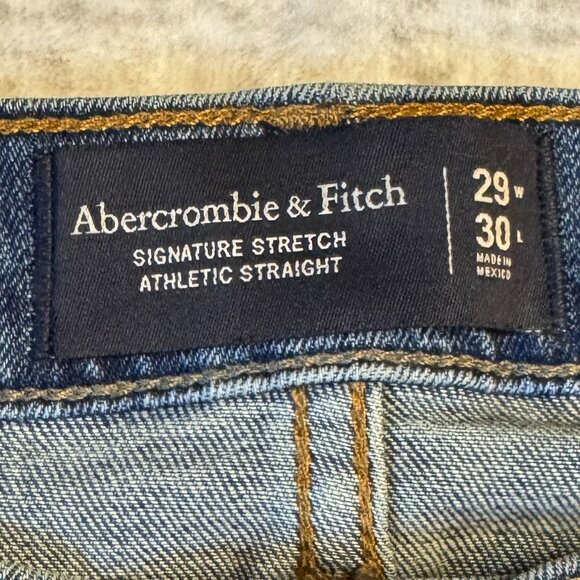 Abercrombie & Fitch
SIGNATURE STRETCH
ATHLETIC STRAIGHT
29 W
30 L
MADE IN
MEXICO